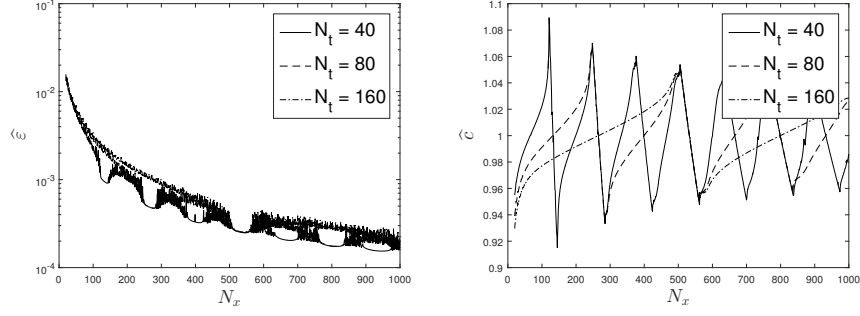 10^-1
10^-2
10^-3
10^-4
ε̂
0 100 200 300 400 500 600 700 800 900 1000
N_x
N_t = 40
N_t = 80
N_t = 160
1.1
1.08
1.06
1.04
1.02
1
0.98
0.96
0.94
0.92
0.9
ĉ
0 100 200 300 400 500 600 700 800 900 1000
N_x
N_t = 40
N_t = 80
N_t = 160